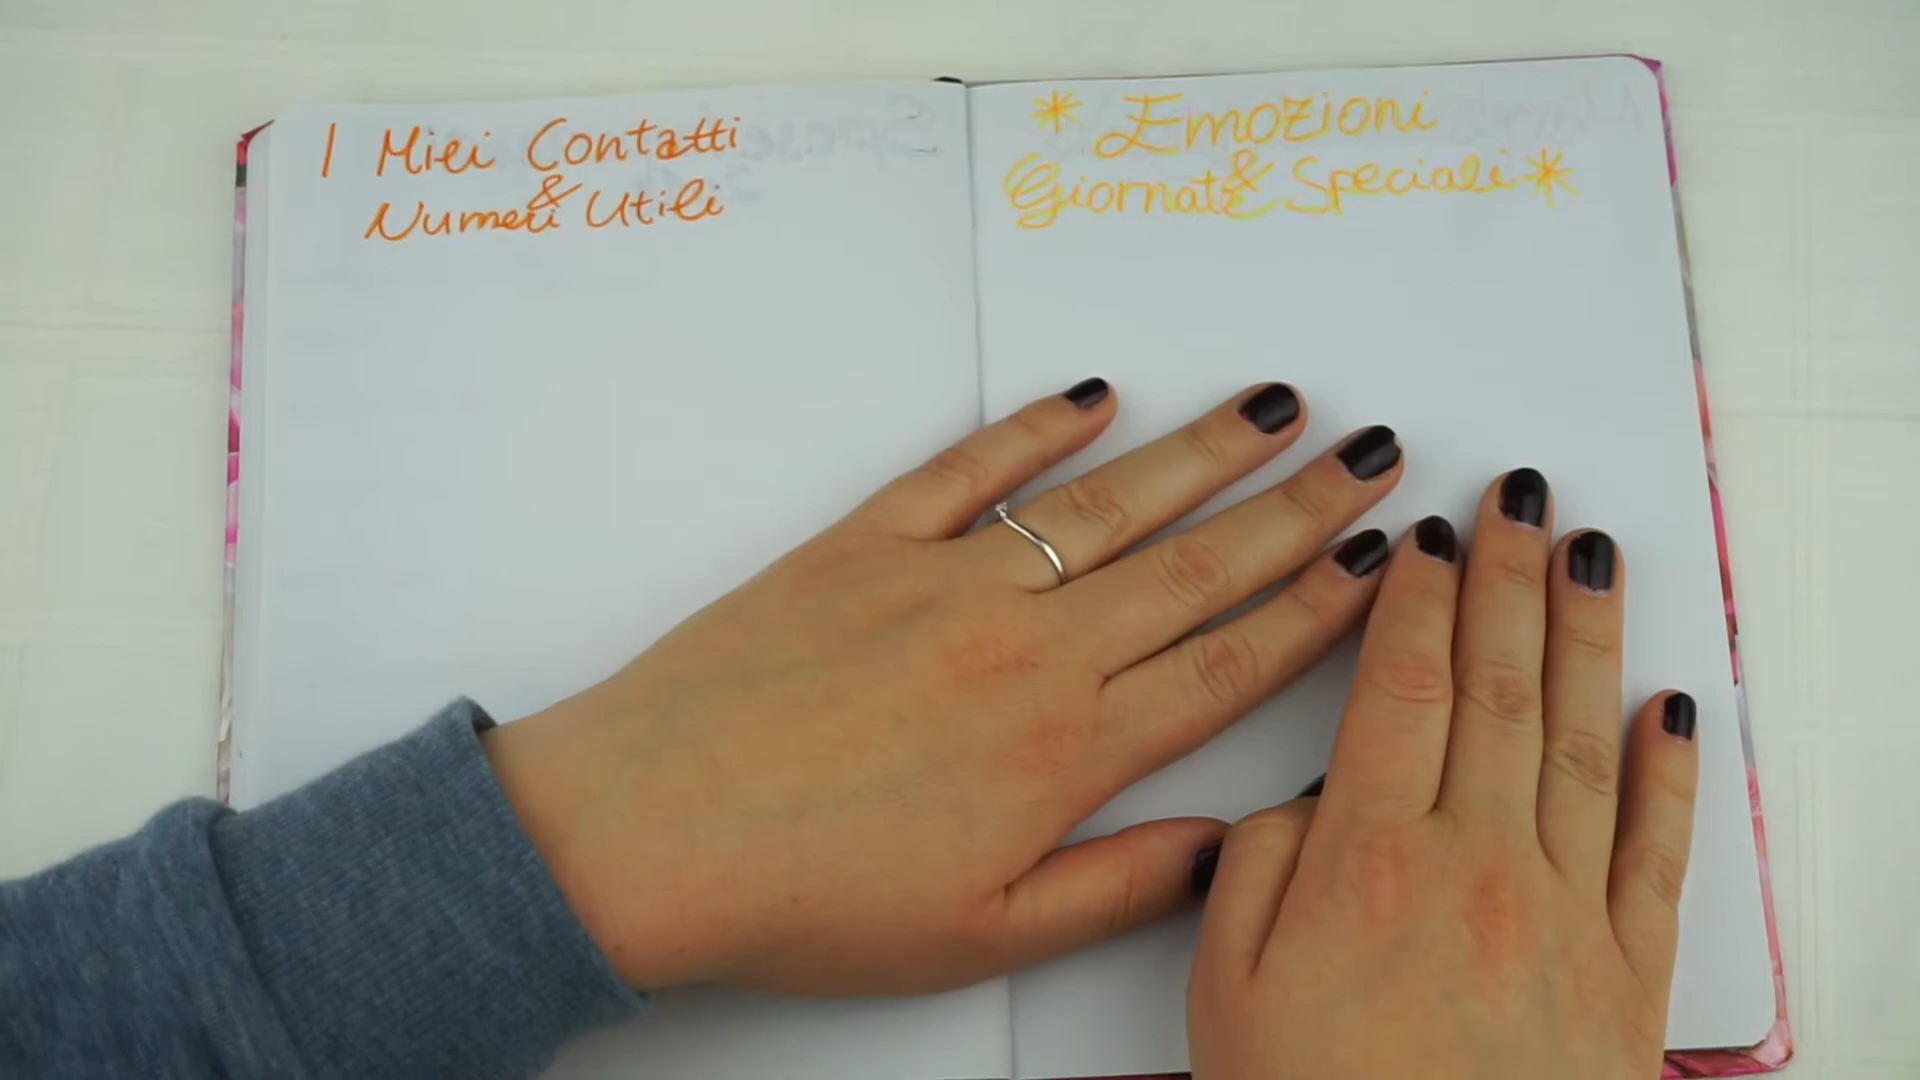 I Miei Contatti
&
Numeri Utili
* Emozioni
&
Giornate Speciali *